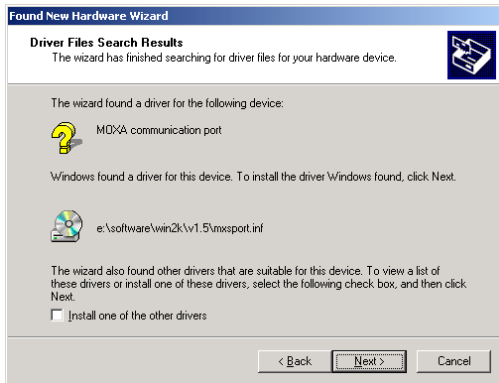 Found New Hardware Wizard
Driver Files Search Results
The wizard has finished searching for driver files for your hardware device.
The wizard found a driver for the following device:
MOXA communication port
Windows found a driver for this device. To install the driver Windows found, click Next.
e:\software\win2k\v1.5\mxsport.inf
The wizard also found other drivers that are suitable for this device. To view a list of
these drivers or install one of these drivers, select the following check box, and then click
Next.
Install one of the other drivers
< Back
Next >
Cancel